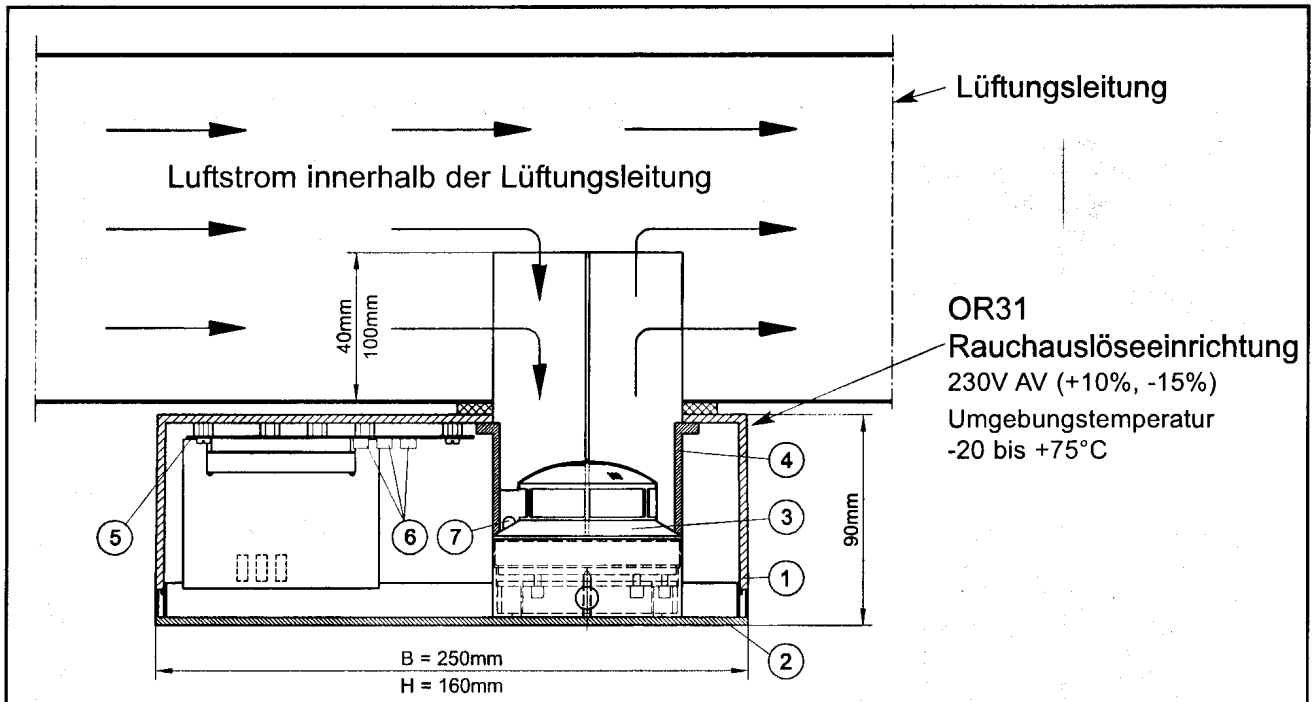 Lüftungsleitung
Luftstrom innerhalb der Lüftungsleitung
40mm
100mm
OR31
Rauchauslöseeinrichtung
230V AV (+10%, -15%)
Umgebungstemperatur
-20 bis +75°C
4
5
6
7
3
90mm
1
2
B = 250mm
H = 160mm